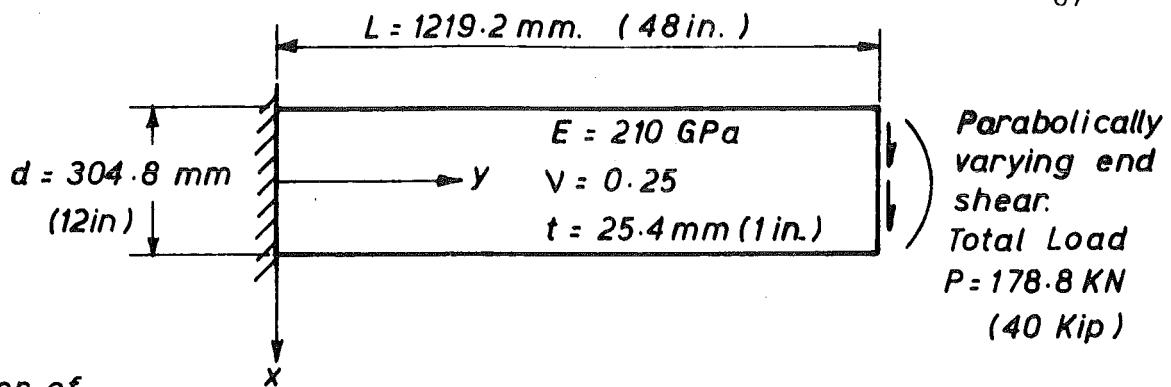 L = 1219.2 mm. (48 in.)
d = 304.8 mm
(12in)
y
E = 210 GPa
V = 0.25
t = 25.4 mm (1 in.)
Parabolically
varying end
shear.
Total Load
P = 178.8 KN
(40 Kip)
x